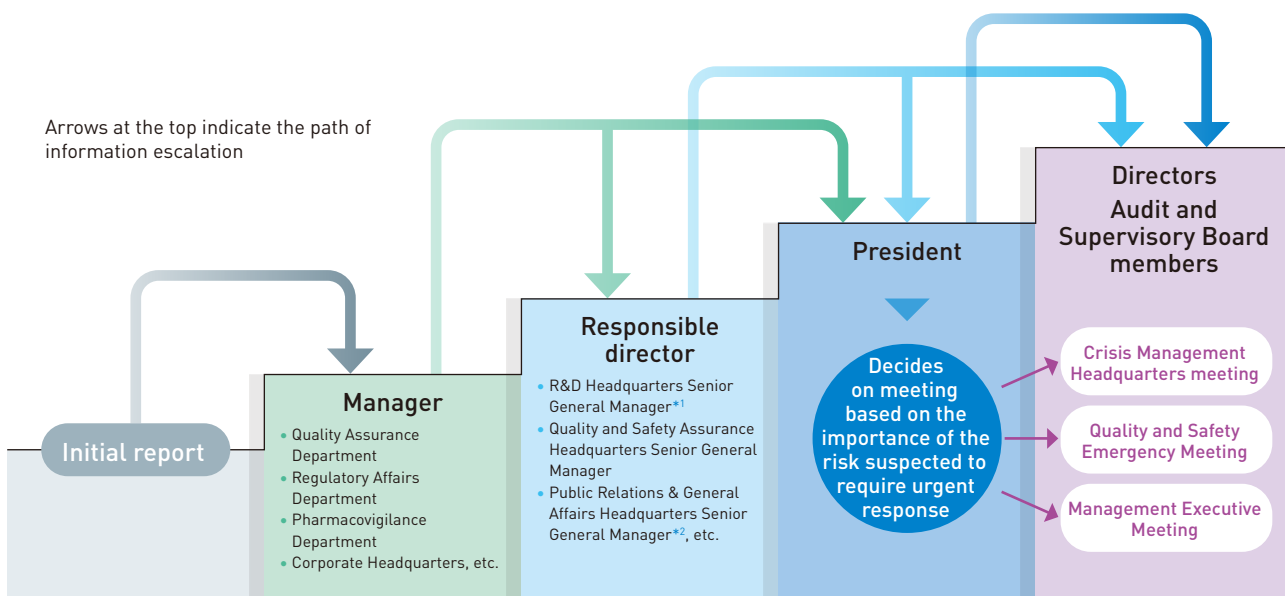 Arrows at the top indicate the path of
information escalation
Initial report
Manager
• Quality Assurance
Department
• Regulatory Affairs
Department
• Pharmacovigilance
Department
• Corporate Headquarters, etc.
Responsible
director
• R&D Headquarters Senior
General Manager*1
• Quality and Safety Assurance
Headquarters Senior General
Manager
• Public Relations & General
Affairs Headquarters Senior
General Manager*2, etc.
President
Decides
on meeting
based on the
importance of the
risk suspected to
require urgent
response
Directors
Audit and
Supervisory Board
members
Crisis Management
Headquarters meeting
Quality and Safety
Emergency Meeting
Management Executive
Meeting